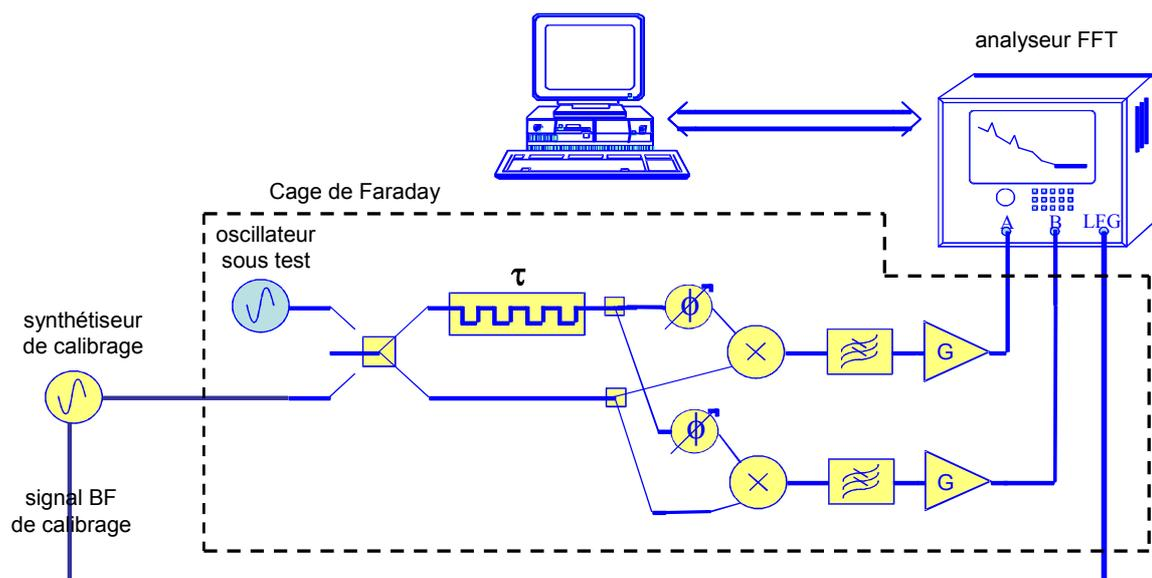 analyseur FFT
Cage de Faraday
A B LEG
oscillateur
sous test
τ
synthétiseur
de calibrage
ϕ
G
ϕ
G
signal BF
de calibrage